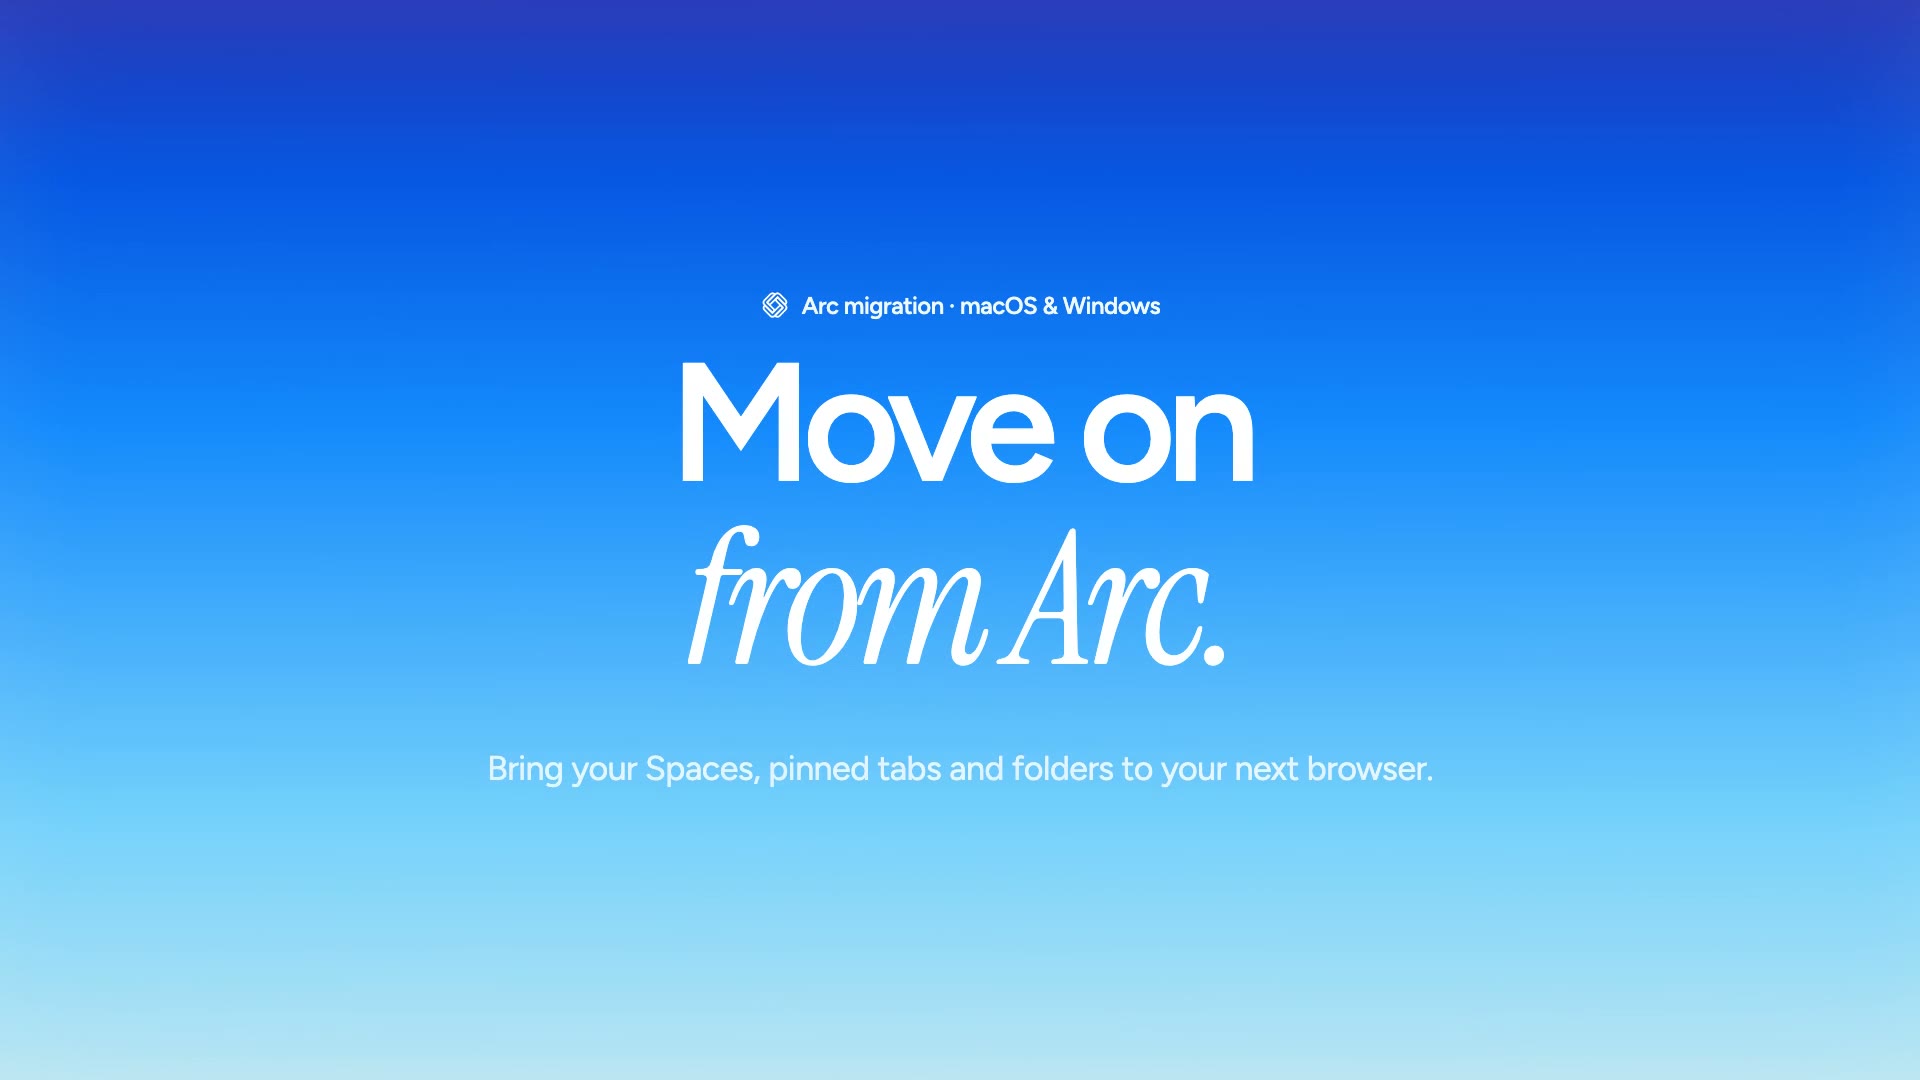 Arc migration · macOS & Windows
Move on
from Arc.
Bring your Spaces, pinned tabs and folders to your next browser.